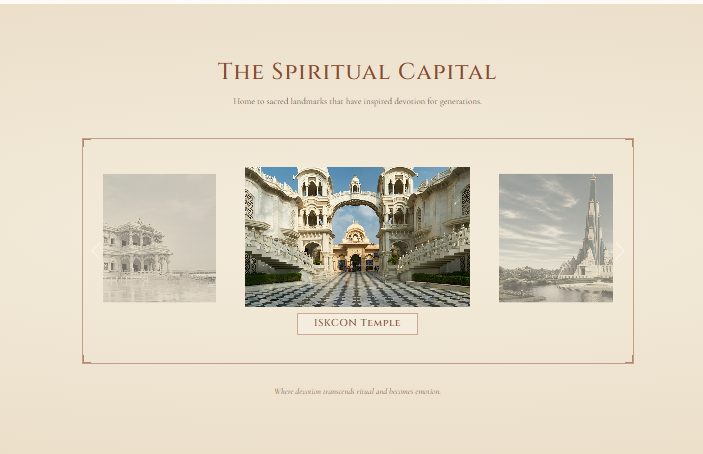 The Spiritual Capital
Home to sacred landmarks that have inspired devotion for generations.
ISKCON Temple
Where devotion transcends ritual and becomes emotion.